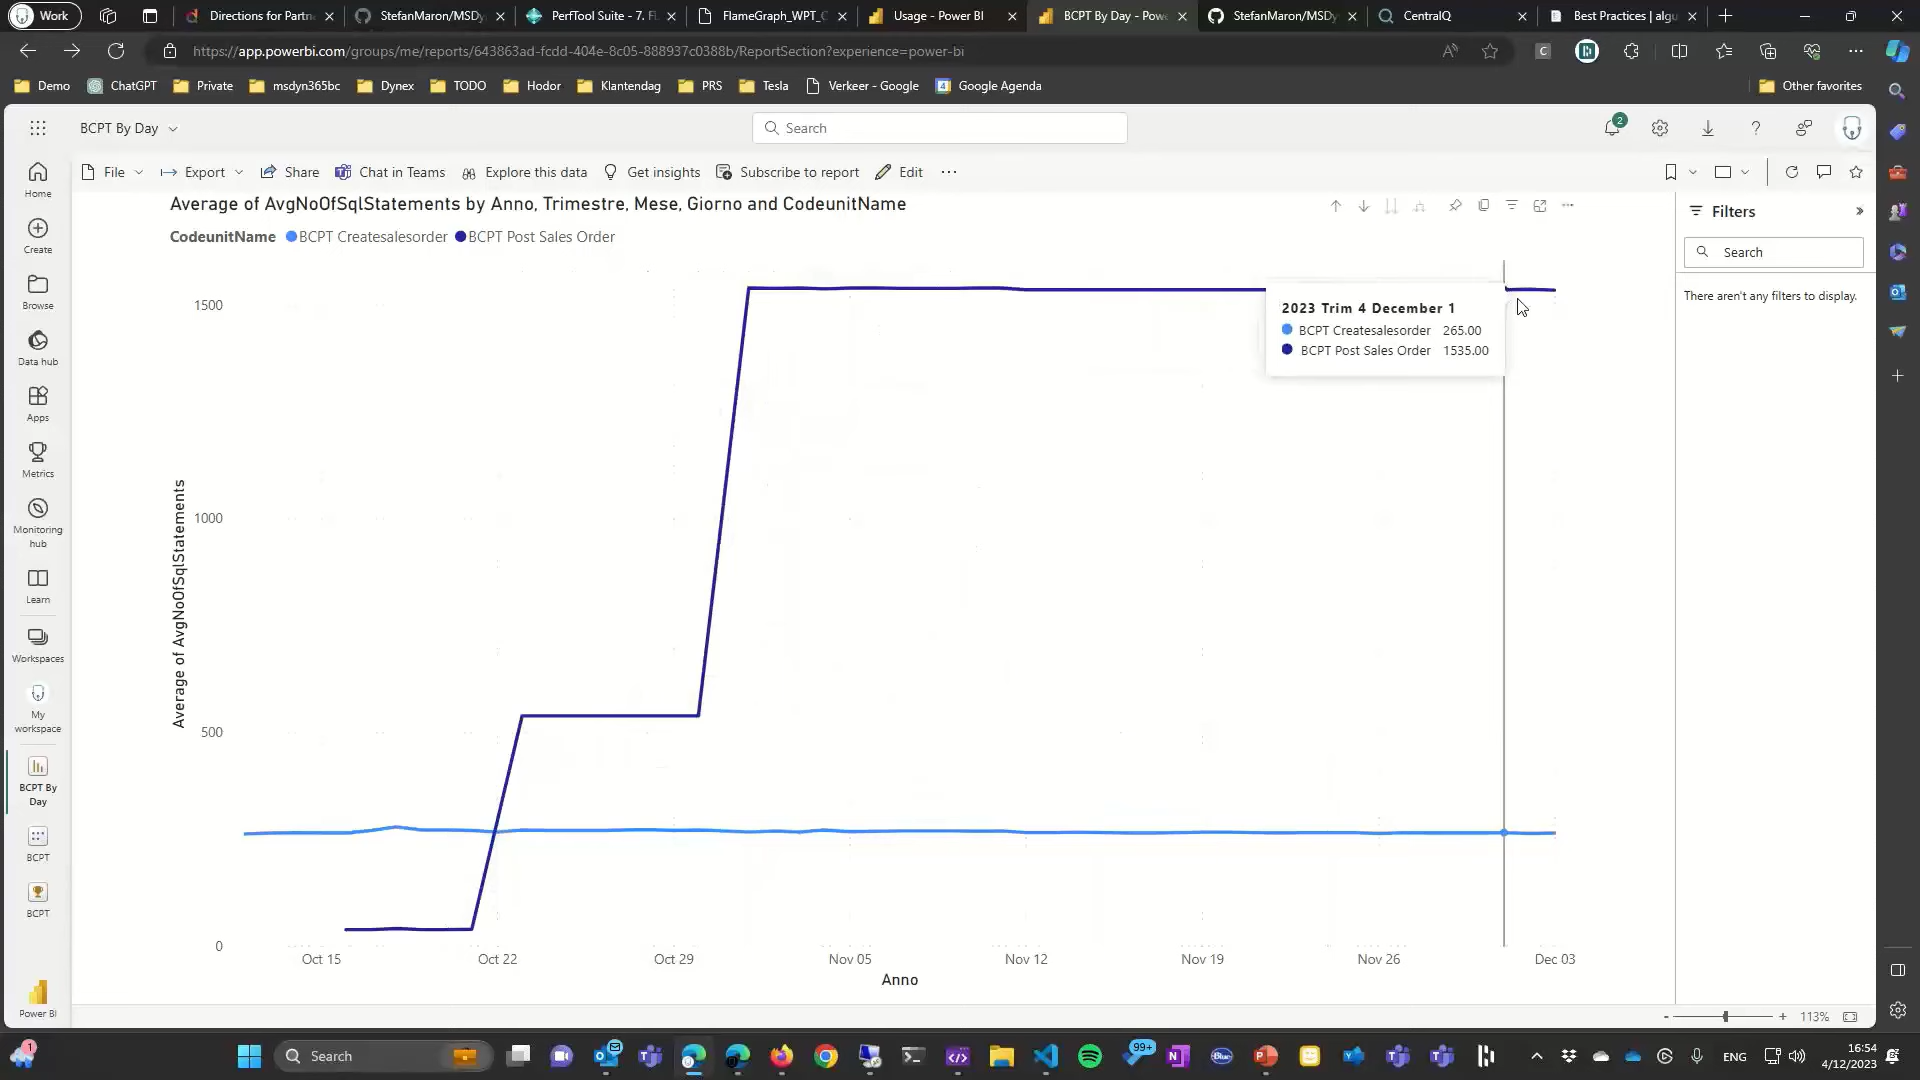 Work
Directions for Partn
StefanMaron/MSDy
PerfTool Suite - 7. Fl
FlameGraph_WPT_C
Usage - Power BI
BCPT By Day - Powe
StefanMaron/MSDy
CentralQ
Best Practices | algu
https://app.powerbi.com/groups/me/reports/643863ad-fcdd-404e-8c05-888937c0388b/ReportSection?experience=power-bi
Demo
ChatGPT
Private
msdyn365bc
Dynex
TODO
Hodor
Klantendag
PRS
Tesla
Verkeer - Google
Google Agenda
Other favorites
BCPT By Day
Search
2
File
Export
Share
Chat in Teams
Explore this data
Get insights
Subscribe to report
Edit
Home
Create
Browse
Data hub
Apps
Metrics
Monitoring
hub
Learn
Workspaces
My
workspace
BCPT By
Day
BCPT
BCPT
Power BI
Average of AvgNoOfSqlStatements by Anno, Trimestre, Mese, Giorno and CodeunitName
CodeunitName BCPT Createsalesorder BCPT Post Sales Order
Average of AvgNoOfSqlStatements
1500
1000
500
0
2023 Trim 4 December 1
BCPT Createsalesorder 265.00
BCPT Post Sales Order 1535.00
Oct 15
Oct 22
Oct 29
Nov 05
Nov 12
Nov 19
Nov 26
Dec 03
Anno
Filters
Search
There aren't any filters to display.
- + 113%
1
Search
99+
ENG
16:54
4/12/2023